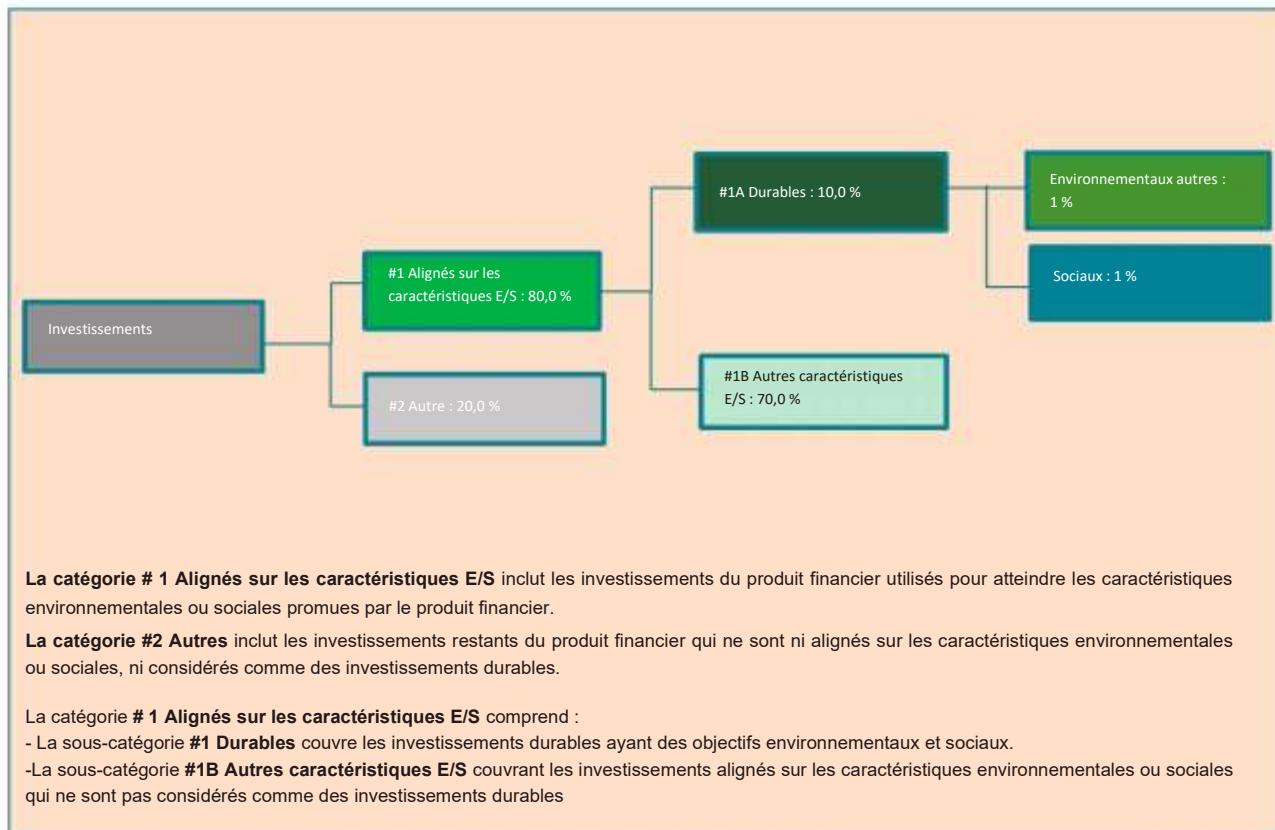 #1A Durables : 10,0 %
Environnementaux autres :
1 %
#1 Alignés sur les
caractéristiques E/S : 80,0 %
Sociaux : 1 %
Investissements
#2 Autre : 20,0 %
#1B Autres caractéristiques
E/S : 70,0 %
La catégorie # 1 Alignés sur les caractéristiques E/S inclut les investissements du produit financier utilisés pour atteindre les caractéristiques
environnementales ou sociales promues par le produit financier.
La catégorie #2 Autres inclut les investissements restants du produit financier qui ne sont ni alignés sur les caractéristiques environnementales
ou sociales, ni considérés comme des investissements durables.
La catégorie # 1 Alignés sur les caractéristiques E/S comprend :
- La sous-catégorie #1 Durables couvre les investissements durables ayant des objectifs environnementaux et sociaux.
-La sous-catégorie #1B Autres caractéristiques E/S couvrant les investissements alignés sur les caractéristiques environnementales ou sociales
qui ne sont pas considérés comme des investissements durables